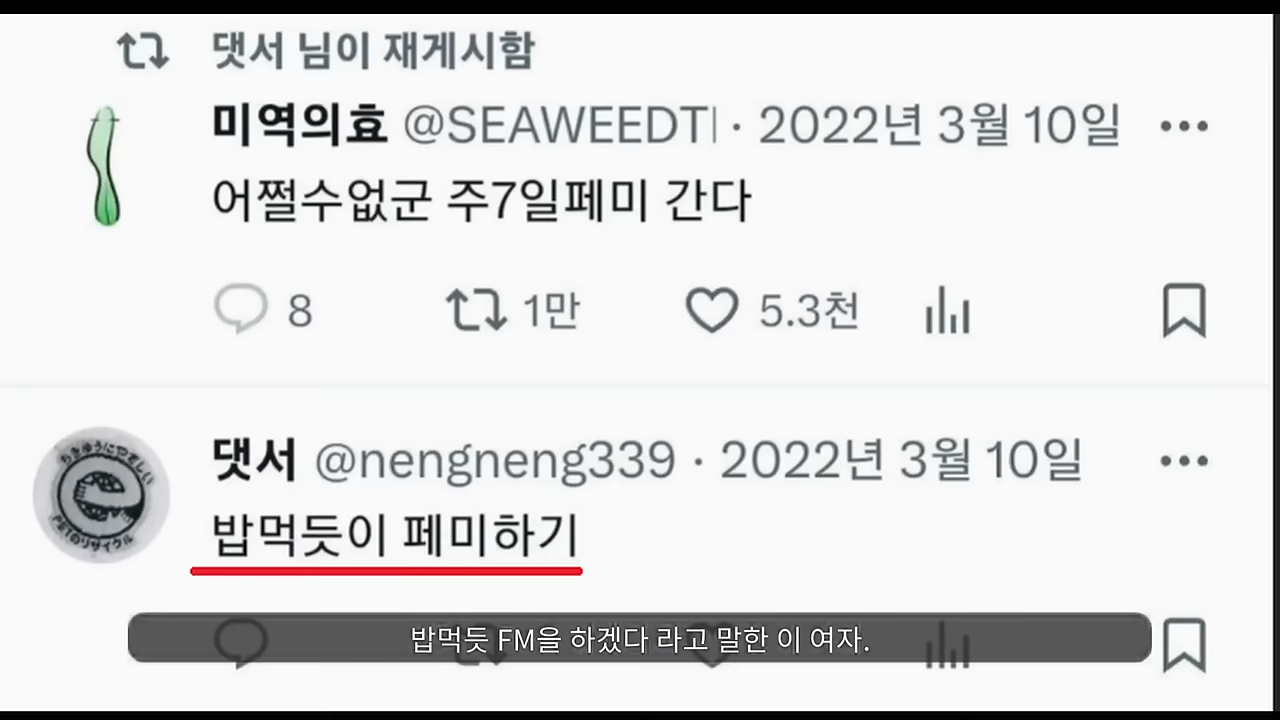 댓서 님이 재게시함
미역의효 @SEAWEEDT · 2022년 3월 10일
어쩔수없군 주7일페미 간다
8 1만 5.3천
댓서 @nengneng339 · 2022년 3월 10일
밥먹듯이 페미하기
밥먹듯 FM을 하겠다 라고 말한 이 여자.